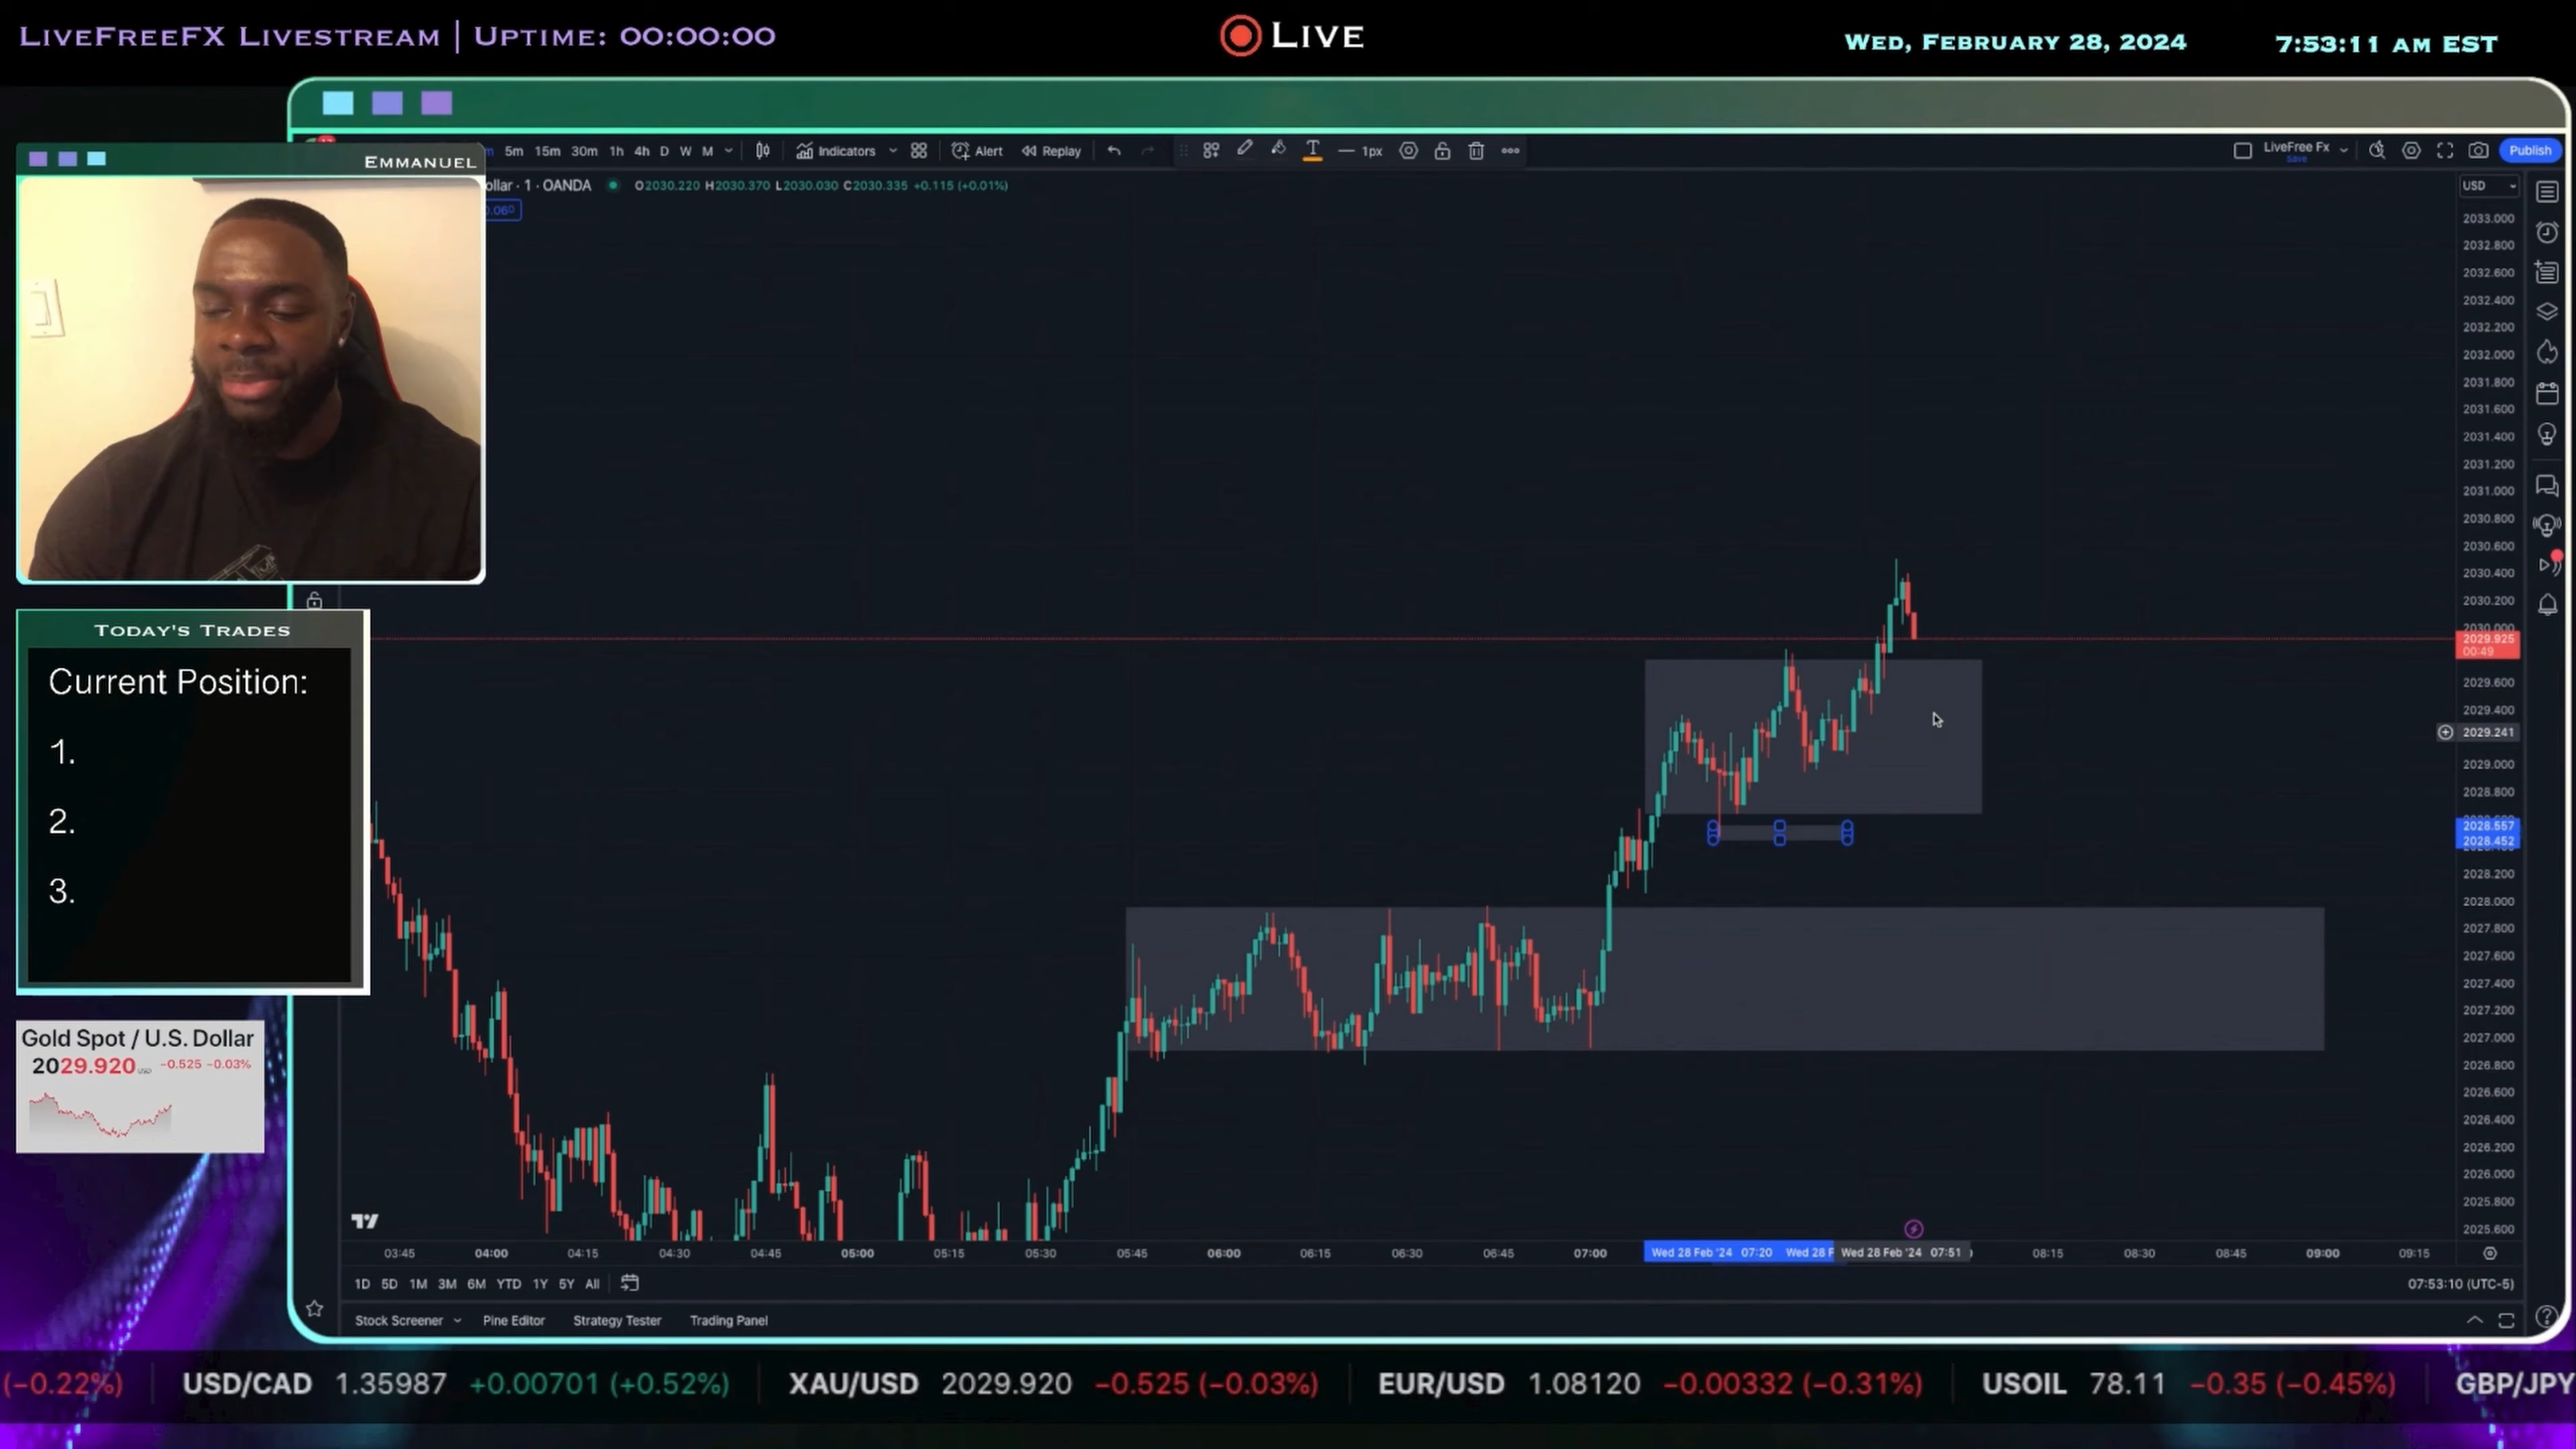 LiveFreeFX Livestream | Uptime: 00:00:00
Live
Wed, February 28, 2024
7:53:11 am EST
Emmanuel
5m 15m 30m 1h 4h D W M
Indicators
Alert
Replay
1px
LiveFree Fx
Save
Publish
ollar · 1 · OANDA
O2030.220 H2030.370 L2030.030 C2030.335 +0.115 (+0.01%)
USD
2033.000
2032.800
2032.600
2032.400
2032.200
2032.000
2031.800
2031.600
2031.400
2031.200
2031.000
2030.800
2030.600
2030.400
2030.200
2029.925
00:49
2029.600
2029.400
2029.241
2029.000
2028.800
2028.557
2028.452
2028.200
2028.000
2027.800
2027.600
2027.400
2027.200
2027.000
2026.800
2026.600
2026.400
2026.200
2026.000
2025.800
2025.600
Today's Trades
Current Position:
1.
2.
3.
Gold Spot / U.S. Dollar
2029.920 USD -0.525 -0.03%
03:45 04:00 04:15 04:30 04:45 05:00 05:15 05:30 05:45 06:00 06:15 06:30 06:45 07:00 Wed 28 Feb '24 07:20 Wed 28 F Wed 28 Feb '24 07:51 08:15 08:30 08:45 09:00 09:15
1D 5D 1M 3M 6M YTD 1Y 5Y All
07:53:10 (UTC-5)
Stock Screener Pine Editor Strategy Tester Trading Panel
(-0.22%) USD/CAD 1.35987 +0.00701 (+0.52%) XAU/USD 2029.920 -0.525 (-0.03%) EUR/USD 1.08120 -0.00332 (-0.31%) USOIL 78.11 -0.35 (-0.45%) GBP/JPY